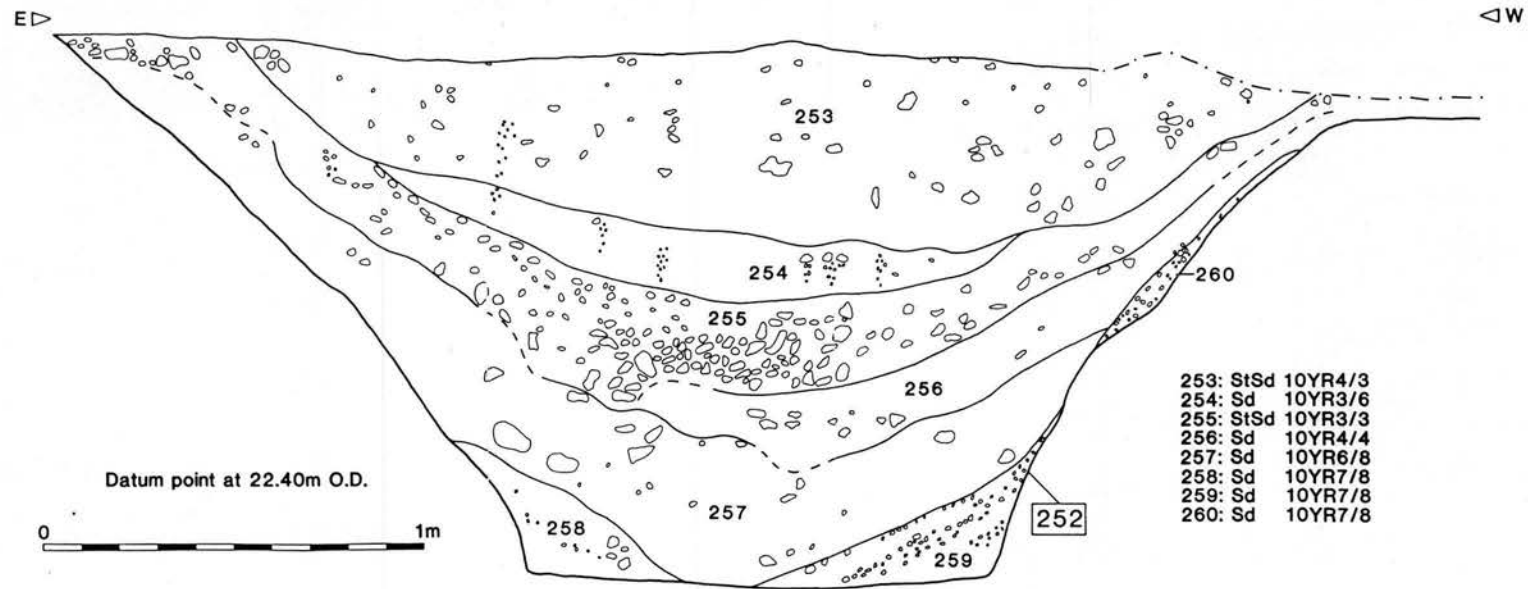 E W
253
254
260
255
256
253: StSd 10YR4/3
254: Sd 10YR3/6
255: StSd 10YR3/3
256: Sd 10YR4/4
257: Sd 10YR6/8
258: Sd 10YR7/8
259: Sd 10YR7/8
260: Sd 10YR7/8
Datum point at 22.40m O.D.
257
252
0 1m
258
259